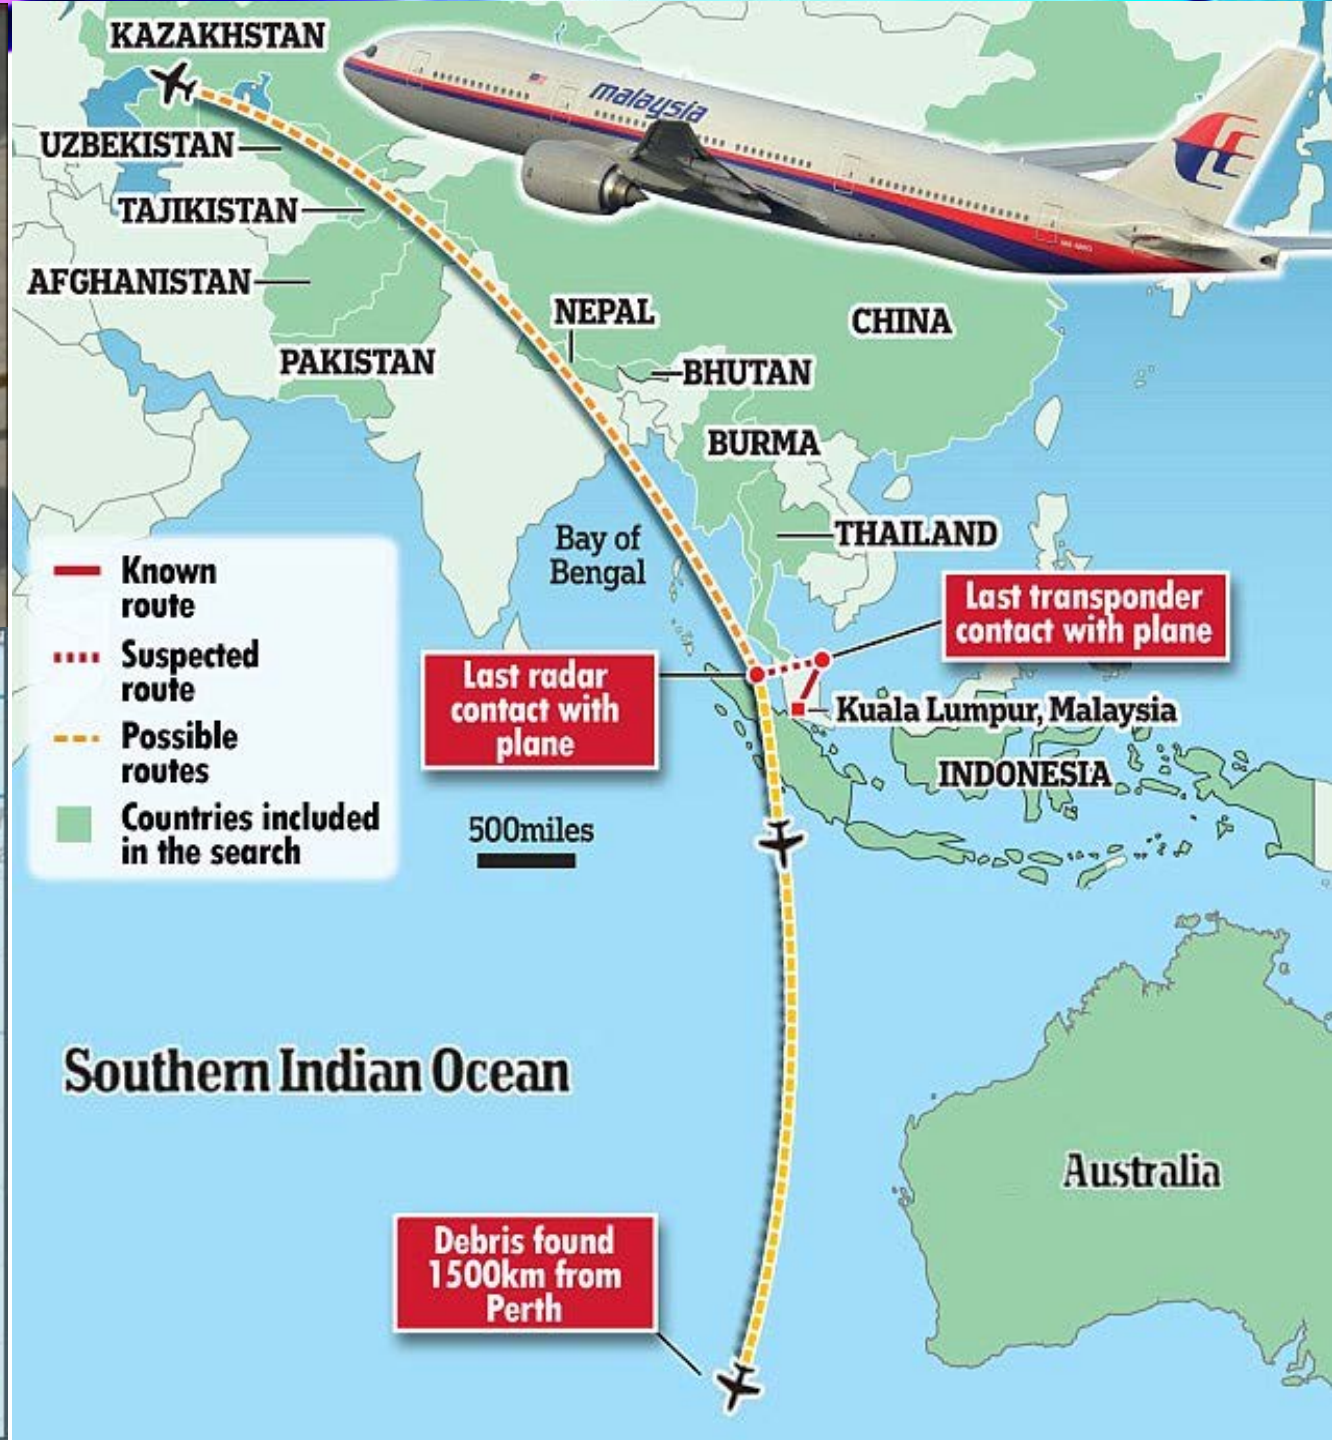 KAZAKHSTAN
malaysia
UZBEKISTAN
TAJIKISTAN
AFGHANISTAN
NEPAL
CHINA
PAKISTAN
BHUTAN
BURMA
Bay of
Bengal
THAILAND
Known
route
Suspected
route
Possible
routes
Countries included
in the search
Last transponder
contact with plane
Last radar
contact with
plane
Kuala Lumpur, Malaysia
INDONESIA
500miles
Southern Indian Ocean
Australia
Debris found
1500km from
Perth